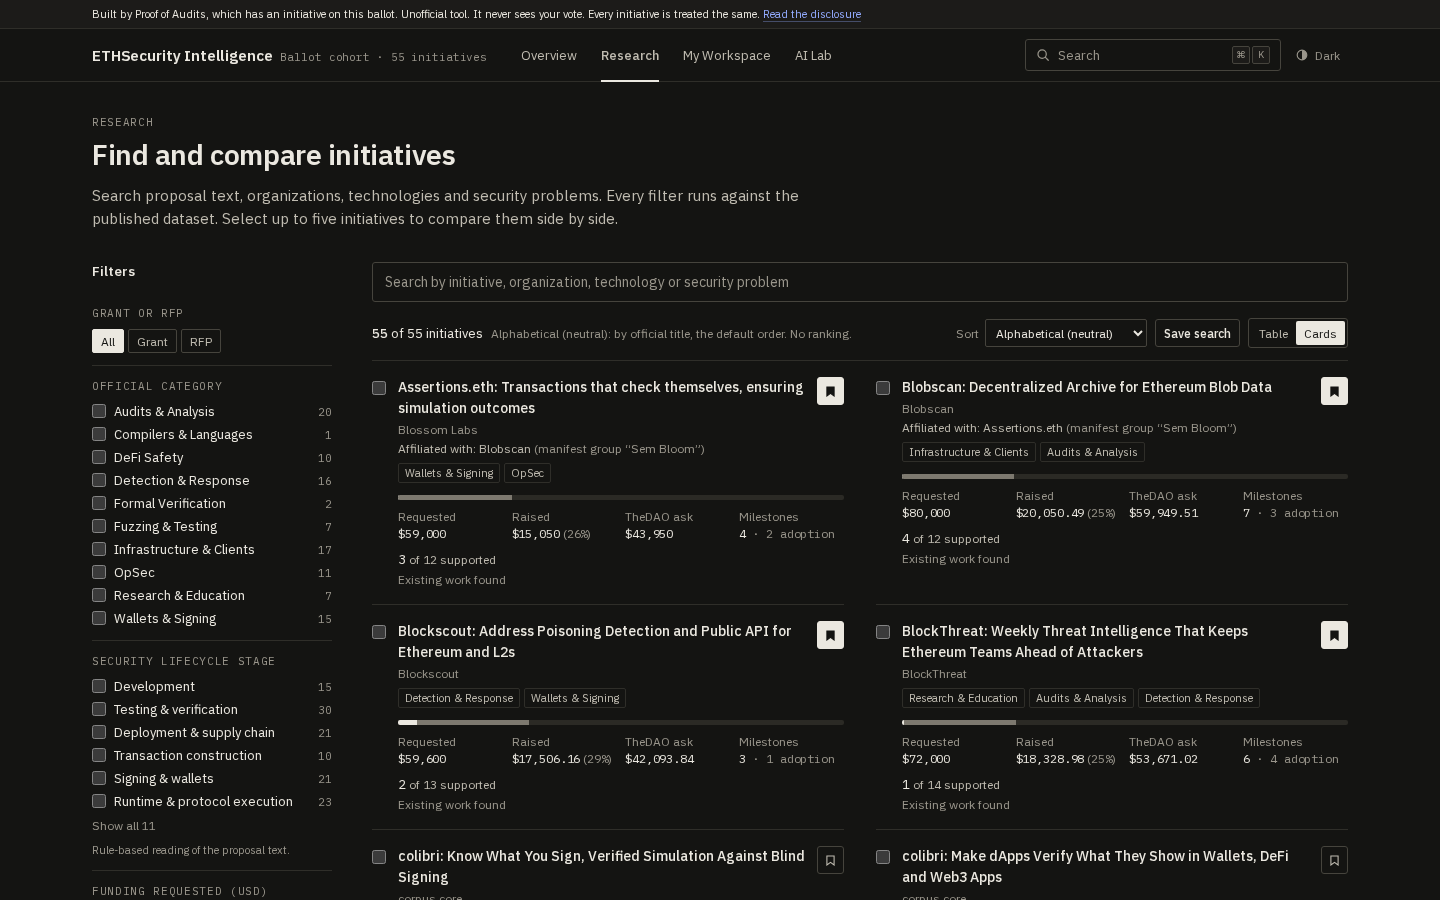 Built by Proof of Audits, which has an initiative on this ballot. Unofficial tool. It never sees your vote. Every initiative is treated the same. Read the disclosure
ETHSecurity Intelligence Ballot cohort · 55 initiatives Overview Research My Workspace AI Lab Search ⌘ K Dark
RESEARCH
Find and compare initiatives
Search proposal text, organizations, technologies and security problems. Every filter runs against the
published dataset. Select up to five initiatives to compare them side by side.
Filters
GRANT OR RFP
All Grant RFP
OFFICIAL CATEGORY
Audits & Analysis 20
Compilers & Languages 1
DeFi Safety 10
Detection & Response 16
Formal Verification 2
Fuzzing & Testing 7
Infrastructure & Clients 17
OpSec 11
Research & Education 7
Wallets & Signing 15
SECURITY LIFECYCLE STAGE
Development 15
Testing & verification 30
Deployment & supply chain 21
Transaction construction 10
Signing & wallets 21
Runtime & protocol execution 23
Show all 11
Rule-based reading of the proposal text.
FUNDING REQUESTED (USD)
Search by initiative, organization, technology or security problem
55 of 55 initiatives Alphabetical (neutral): by official title, the default order. No ranking. Sort Alphabetical (neutral) Save search Table Cards
Assertions.eth: Transactions that check themselves, ensuring
simulation outcomes
Blossom Labs
Affiliated with: Blobscan (manifest group “Sem Bloom”)
Wallets & Signing OpSec
Requested Raised TheDAO ask Milestones
$59,000 $15,050 (26%) $43,950 4 · 2 adoption
3 of 12 supported
Existing work found
Blobscan: Decentralized Archive for Ethereum Blob Data
Blobscan
Affiliated with: Assertions.eth (manifest group “Sem Bloom”)
Infrastructure & Clients Audits & Analysis
Requested Raised TheDAO ask Milestones
$80,000 $20,050.49 (25%) $59,949.51 7 · 3 adoption
4 of 12 supported
Existing work found
Blockscout: Address Poisoning Detection and Public API for
Ethereum and L2s
Blockscout
Detection & Response Wallets & Signing
Requested Raised TheDAO ask Milestones
$59,600 $17,506.16 (29%) $42,093.84 3 · 1 adoption
2 of 13 supported
Existing work found
BlockThreat: Weekly Threat Intelligence That Keeps
Ethereum Teams Ahead of Attackers
BlockThreat
Research & Education Audits & Analysis Detection & Response
Requested Raised TheDAO ask Milestones
$72,000 $18,328.98 (25%) $53,671.02 6 · 4 adoption
1 of 14 supported
Existing work found
colibri: Know What You Sign, Verified Simulation Against Blind
Signing
corpus core
colibri: Make dApps Verify What They Show in Wallets, DeFi
and Web3 Apps
corpus core